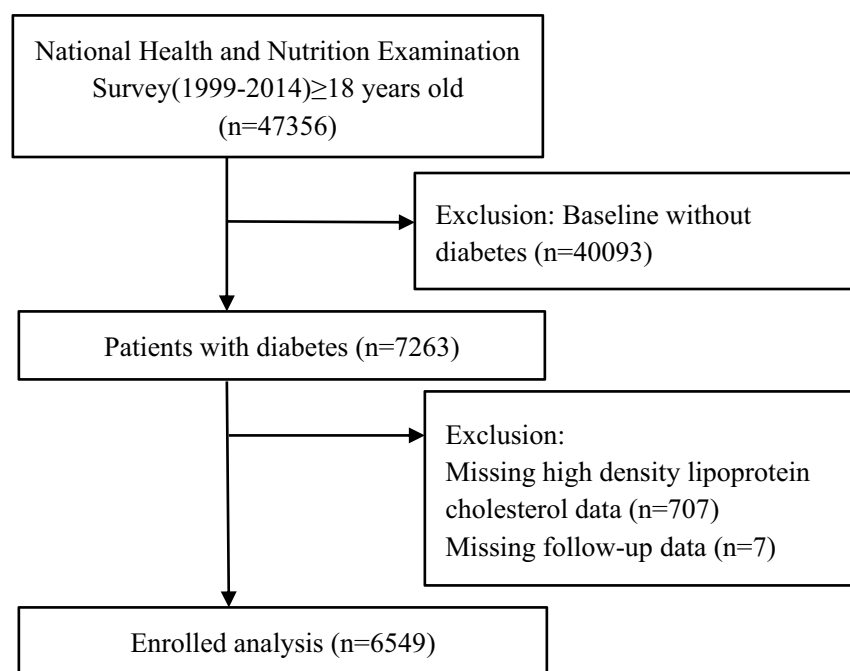 National Health and Nutrition Examination
Survey(1999-2014)≥18 years old
(n=47356)
Exclusion: Baseline without
diabetes (n=40093)
Patients with diabetes (n=7263)
Exclusion:
Missing high density lipoprotein
cholesterol data (n=707)
Missing follow-up data (n=7)
Enrolled analysis (n=6549)